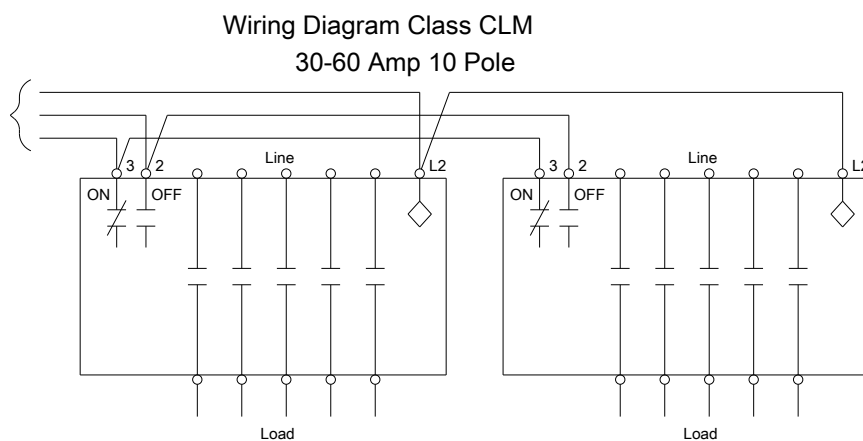 Wiring Diagram Class CLM
30-60 Amp 10 Pole
3 2 Line L2
ON OFF
Load
3 2 Line L2
ON OFF
Load